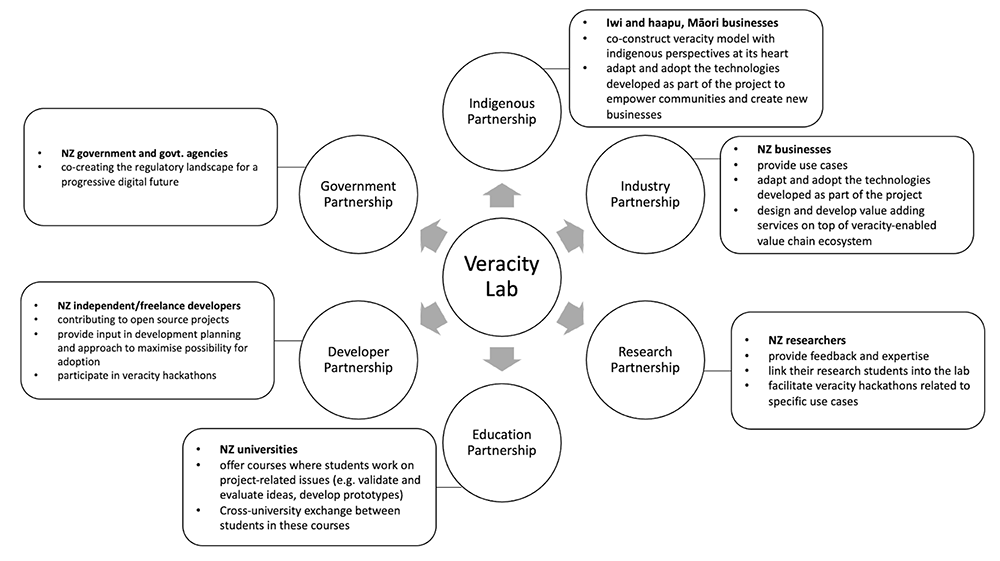 Iwi and haapu, Māori businesses
co-construct veracity model with
indigenous perspectives at its heart
adapt and adopt the technologies
developed as part of the project to
empower communities and create new
businesses
Indigenous
Partnership
NZ government and govt. agencies
co-creating the regulatory landscape for a
progressive digital future
Government
Partnership
Industry
Partnership
NZ businesses
provide use cases
adapt and adopt the technologies
developed as part of the project
design and develop value adding
services on top of veracity-enabled
value chain ecosystem
Veracity
Lab
NZ independent/freelance developers
contributing to open source projects
provide input in development planning
and approach to maximise possibility for
adoption
participate in veracity hackathons
Developer
Partnership
Research
Partnership
NZ researchers
provide feedback and expertise
link their research students into the lab
facilitate veracity hackathons related to
specific use cases
Education
Partnership
NZ universities
offer courses where students work on
project-related issues (e.g. validate and
evaluate ideas, develop prototypes)
Cross-university exchange between
students in these courses